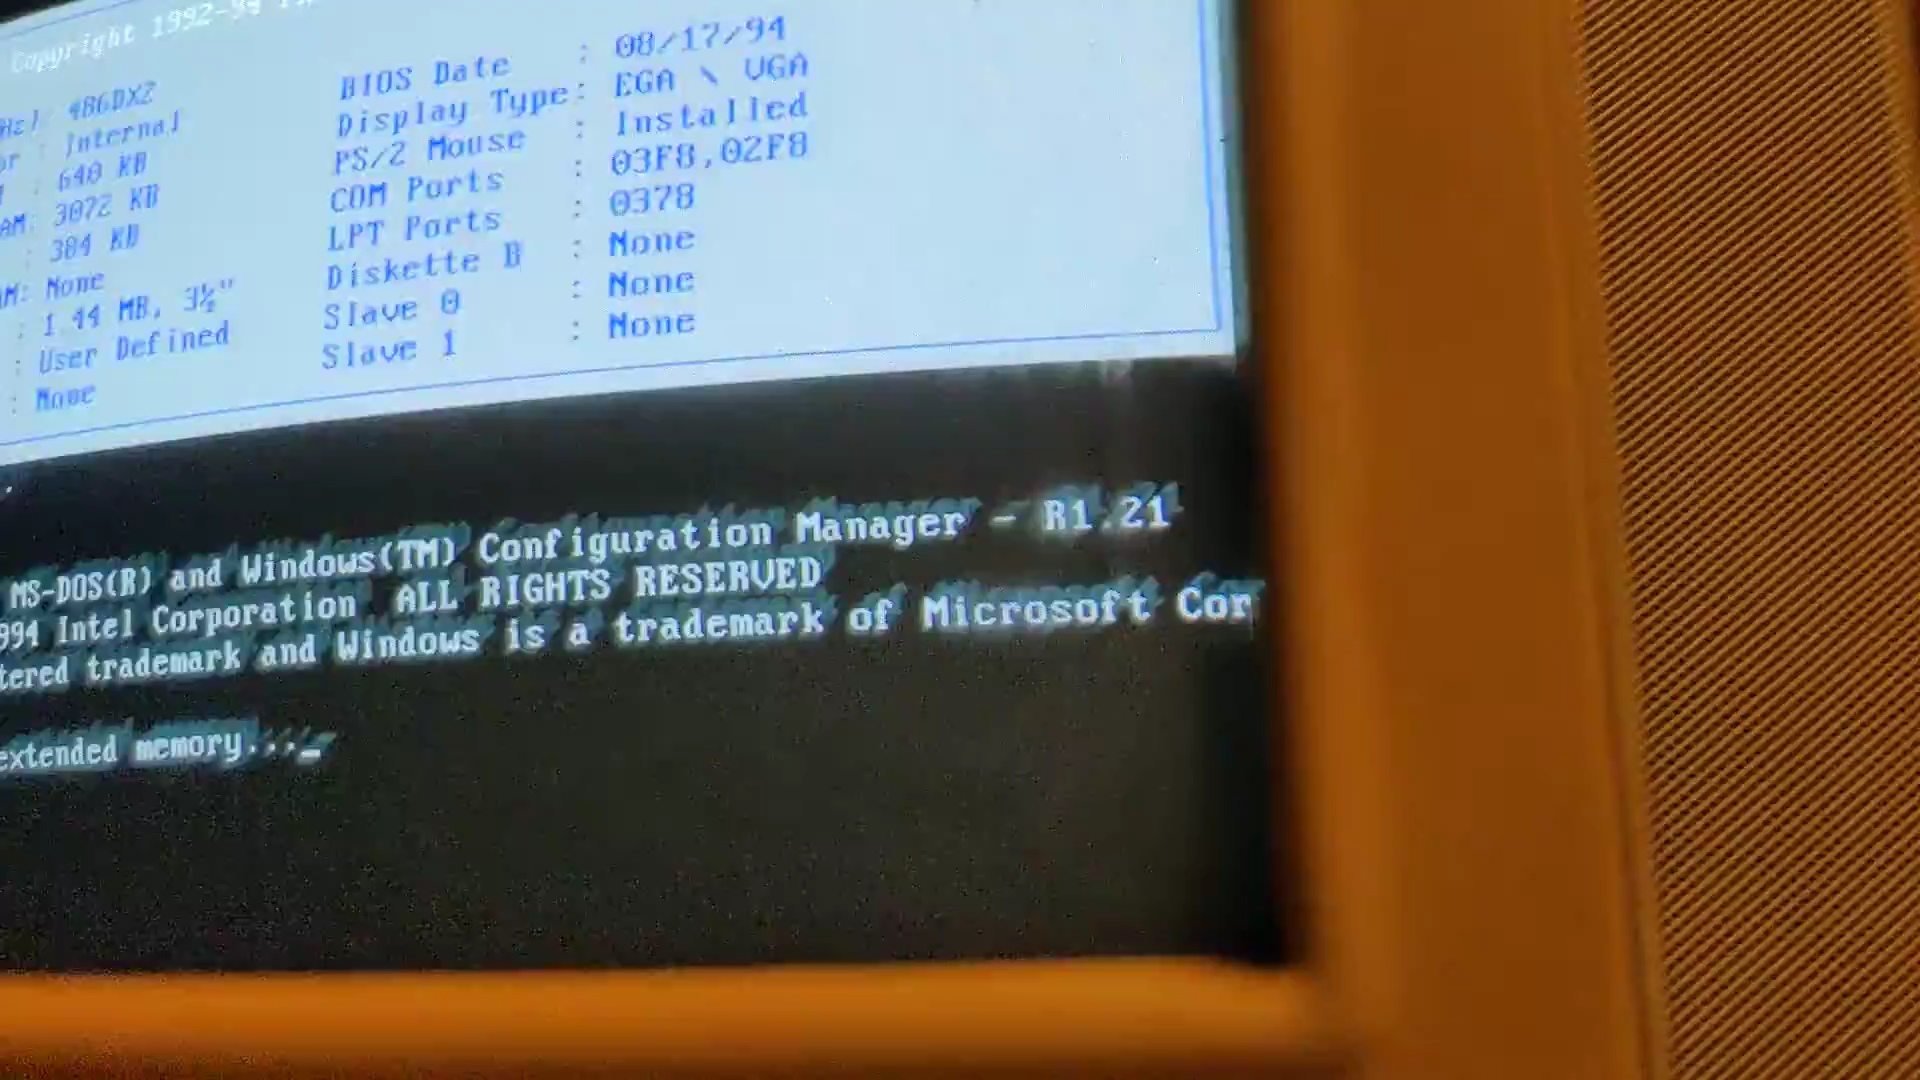 Copyright 1992-94
486DX2
BIOS Date : 08/17/94
: Internal
Display Type: EGA \ VGA
: 640 KB
PS/2 Mouse : Installed
: 3072 KB
COM Ports : 03F8,02F8
: 384 KB
LPT Ports : 0378
: None
Diskette B : None
: 1.44 MB, 3½"
Slave 0 : None
: User Defined
Slave 1 : None
: None
MS-DOS(R) and Windows(TM) Configuration Manager - R1.21
994 Intel Corporation ALL RIGHTS RESERVED
tered trademark and Windows is a trademark of Microsoft Cor
extended memory..._